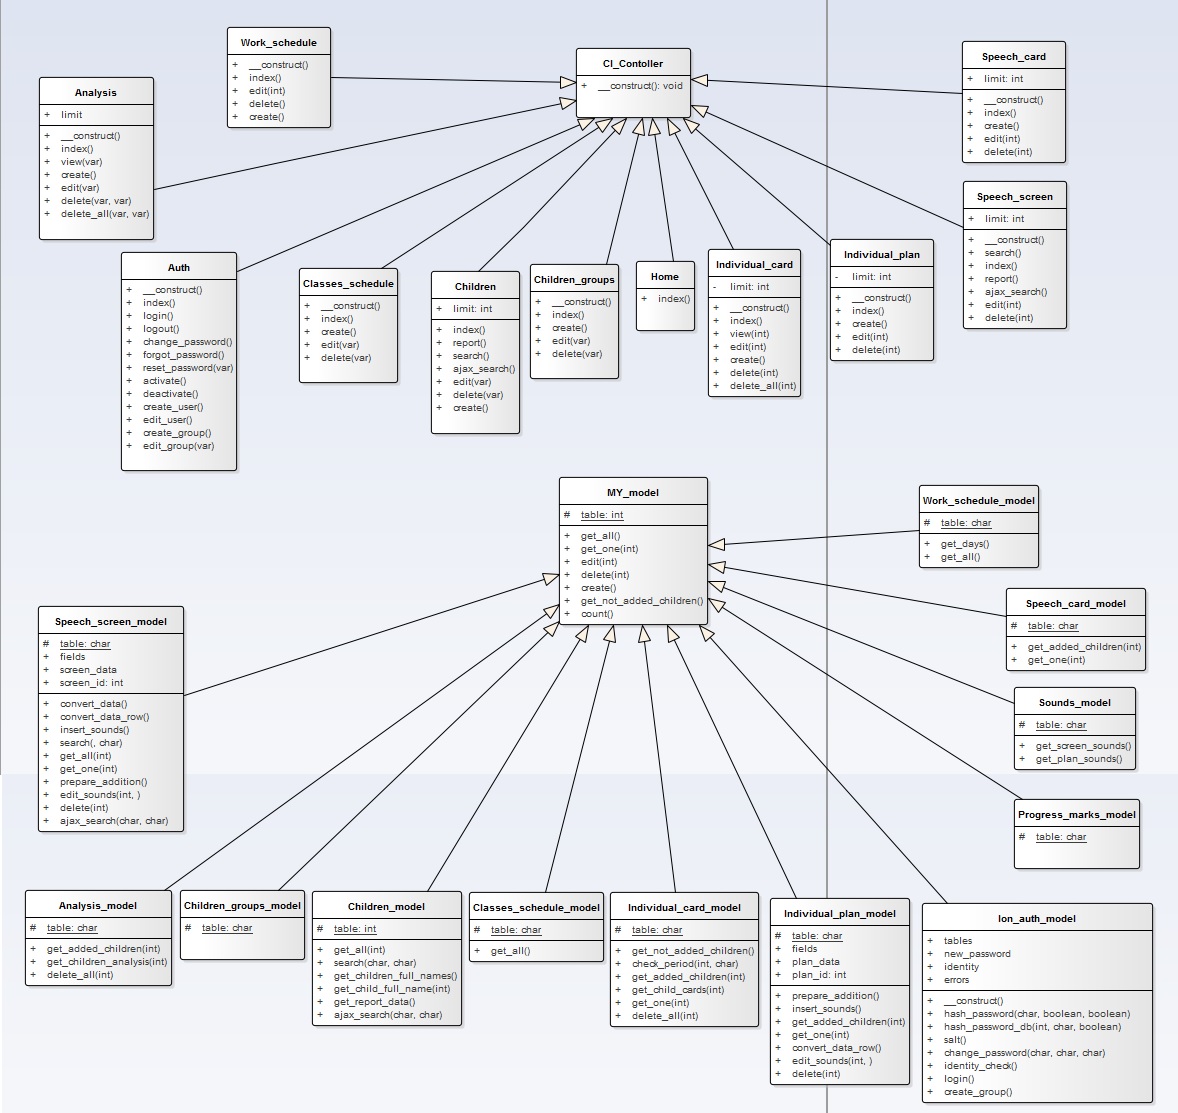 Work_schedule
+ __construct()
+ index()
+ edit(int)
+ delete()
+ create()
CI_Contoller
+ __construct(): void
Speech_card
+ limit: int
+ __construct()
+ index()
+ create()
+ edit(int)
+ delete(int)
Analysis
+ limit
+ __construct()
+ index()
+ view(var)
+ create()
+ edit(var)
+ delete(var, var)
+ delete_all(var, var)
Speech_screen
+ limit: int
+ __construct()
+ search()
+ index()
+ report()
+ ajax_search()
+ edit(int)
+ delete(int)
Auth
+ __construct()
+ index()
+ login()
+ logout()
+ change_password()
+ forgot_password()
+ reset_password(var)
+ activate()
+ deactivate()
+ create_user()
+ edit_user()
+ create_group()
+ edit_group(var)
Classes_schedule
+ __construct()
+ index()
+ create()
+ edit(var)
+ delete(var)
Children
+ limit: int
+ index()
+ report()
+ search()
+ ajax_search()
+ edit(var)
+ delete(var)
+ create()
Children_groups
+ __construct()
+ index()
+ create()
+ edit(var)
+ delete(var)
Home
+ index()
Individual_card
- limit: int
+ __construct()
+ index()
+ view(int)
+ edit(int)
+ create()
+ delete(int)
+ delete_all(int)
Individual_plan
- limit: int
+ __construct()
+ index()
+ create()
+ edit(int)
+ delete(int)
MY_model
# table: int
+ get_all()
+ get_one(int)
+ edit(int)
+ delete(int)
+ create()
+ get_not_added_children()
+ count()
Work_schedule_model
# table: char
+ get_days()
+ get_all()
Speech_card_model
# table: char
+ get_added_children(int)
+ get_one(int)
Speech_screen_model
# table: char
+ fields
+ screen_data
+ screen_id: int
+ convert_data()
+ convert_data_row()
+ insert_sounds()
+ search(, char)
+ get_all(int)
+ get_one(int)
+ prepare_addition()
+ edit_sounds(int, )
+ delete(int)
+ ajax_search(char, char)
Sounds_model
# table: char
+ get_screen_sounds()
+ get_plan_sounds()
Progress_marks_model
# table: char
Analysis_model
# table: char
+ get_added_children(int)
+ get_children_analysis(int)
+ delete_all(int)
Children_groups_model
# table: char
Children_model
# table: int
+ get_all(int)
+ search(char, char)
+ get_children_full_names()
+ get_child_full_name(int)
+ get_report_data()
+ ajax_search(char, char)
Classes_schedule_model
# table: char
+ get_all()
Individual_card_model
# table: char
+ get_not_added_children()
+ check_period(int, char)
+ get_added_children(int)
+ get_child_cards(int)
+ get_one(int)
+ delete_all(int)
Individual_plan_model
# table: char
+ fields
+ plan_data
+ plan_id: int
+ prepare_addition()
+ insert_sounds()
+ get_added_children(int)
+ get_one(int)
+ convert_data_row()
+ edit_sounds(int, )
+ delete(int)
Ion_auth_model
+ tables
+ new_password
+ identity
+ errors
+ __construct()
+ hash_password(char, boolean, boolean)
+ hash_password_db(int, char, boolean)
+ salt()
+ change_password(char, char, char)
+ identity_check()
+ login()
+ create_group()